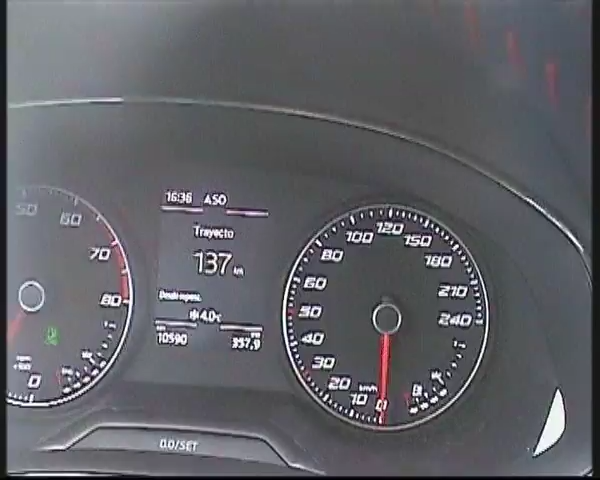 16:36 ASO
Trayecto
137 km
Desde repos.
4.0°C
10590 357,9
50
60
70
80
0
0
10
20
30
40
50
60
80
100
120
150
180
210
240
km/h
0.0/SET